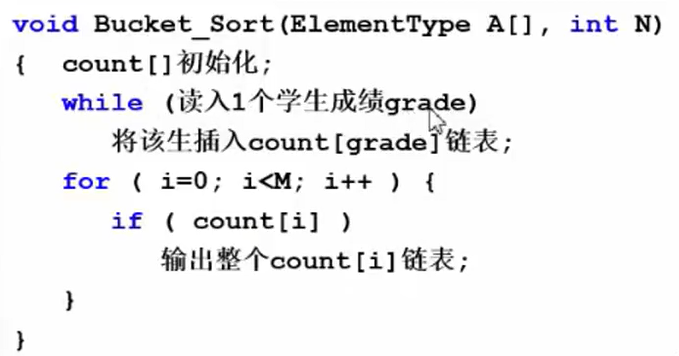 void Bucket_Sort(ElementType A[], int N)
{  count[]初始化;
while (读入1个学生成绩grade)
将该生插入count[grade]链表;
for ( i=0; i<M; i++ ) {
if ( count[i] )
输出整个count[i]链表;
}
}